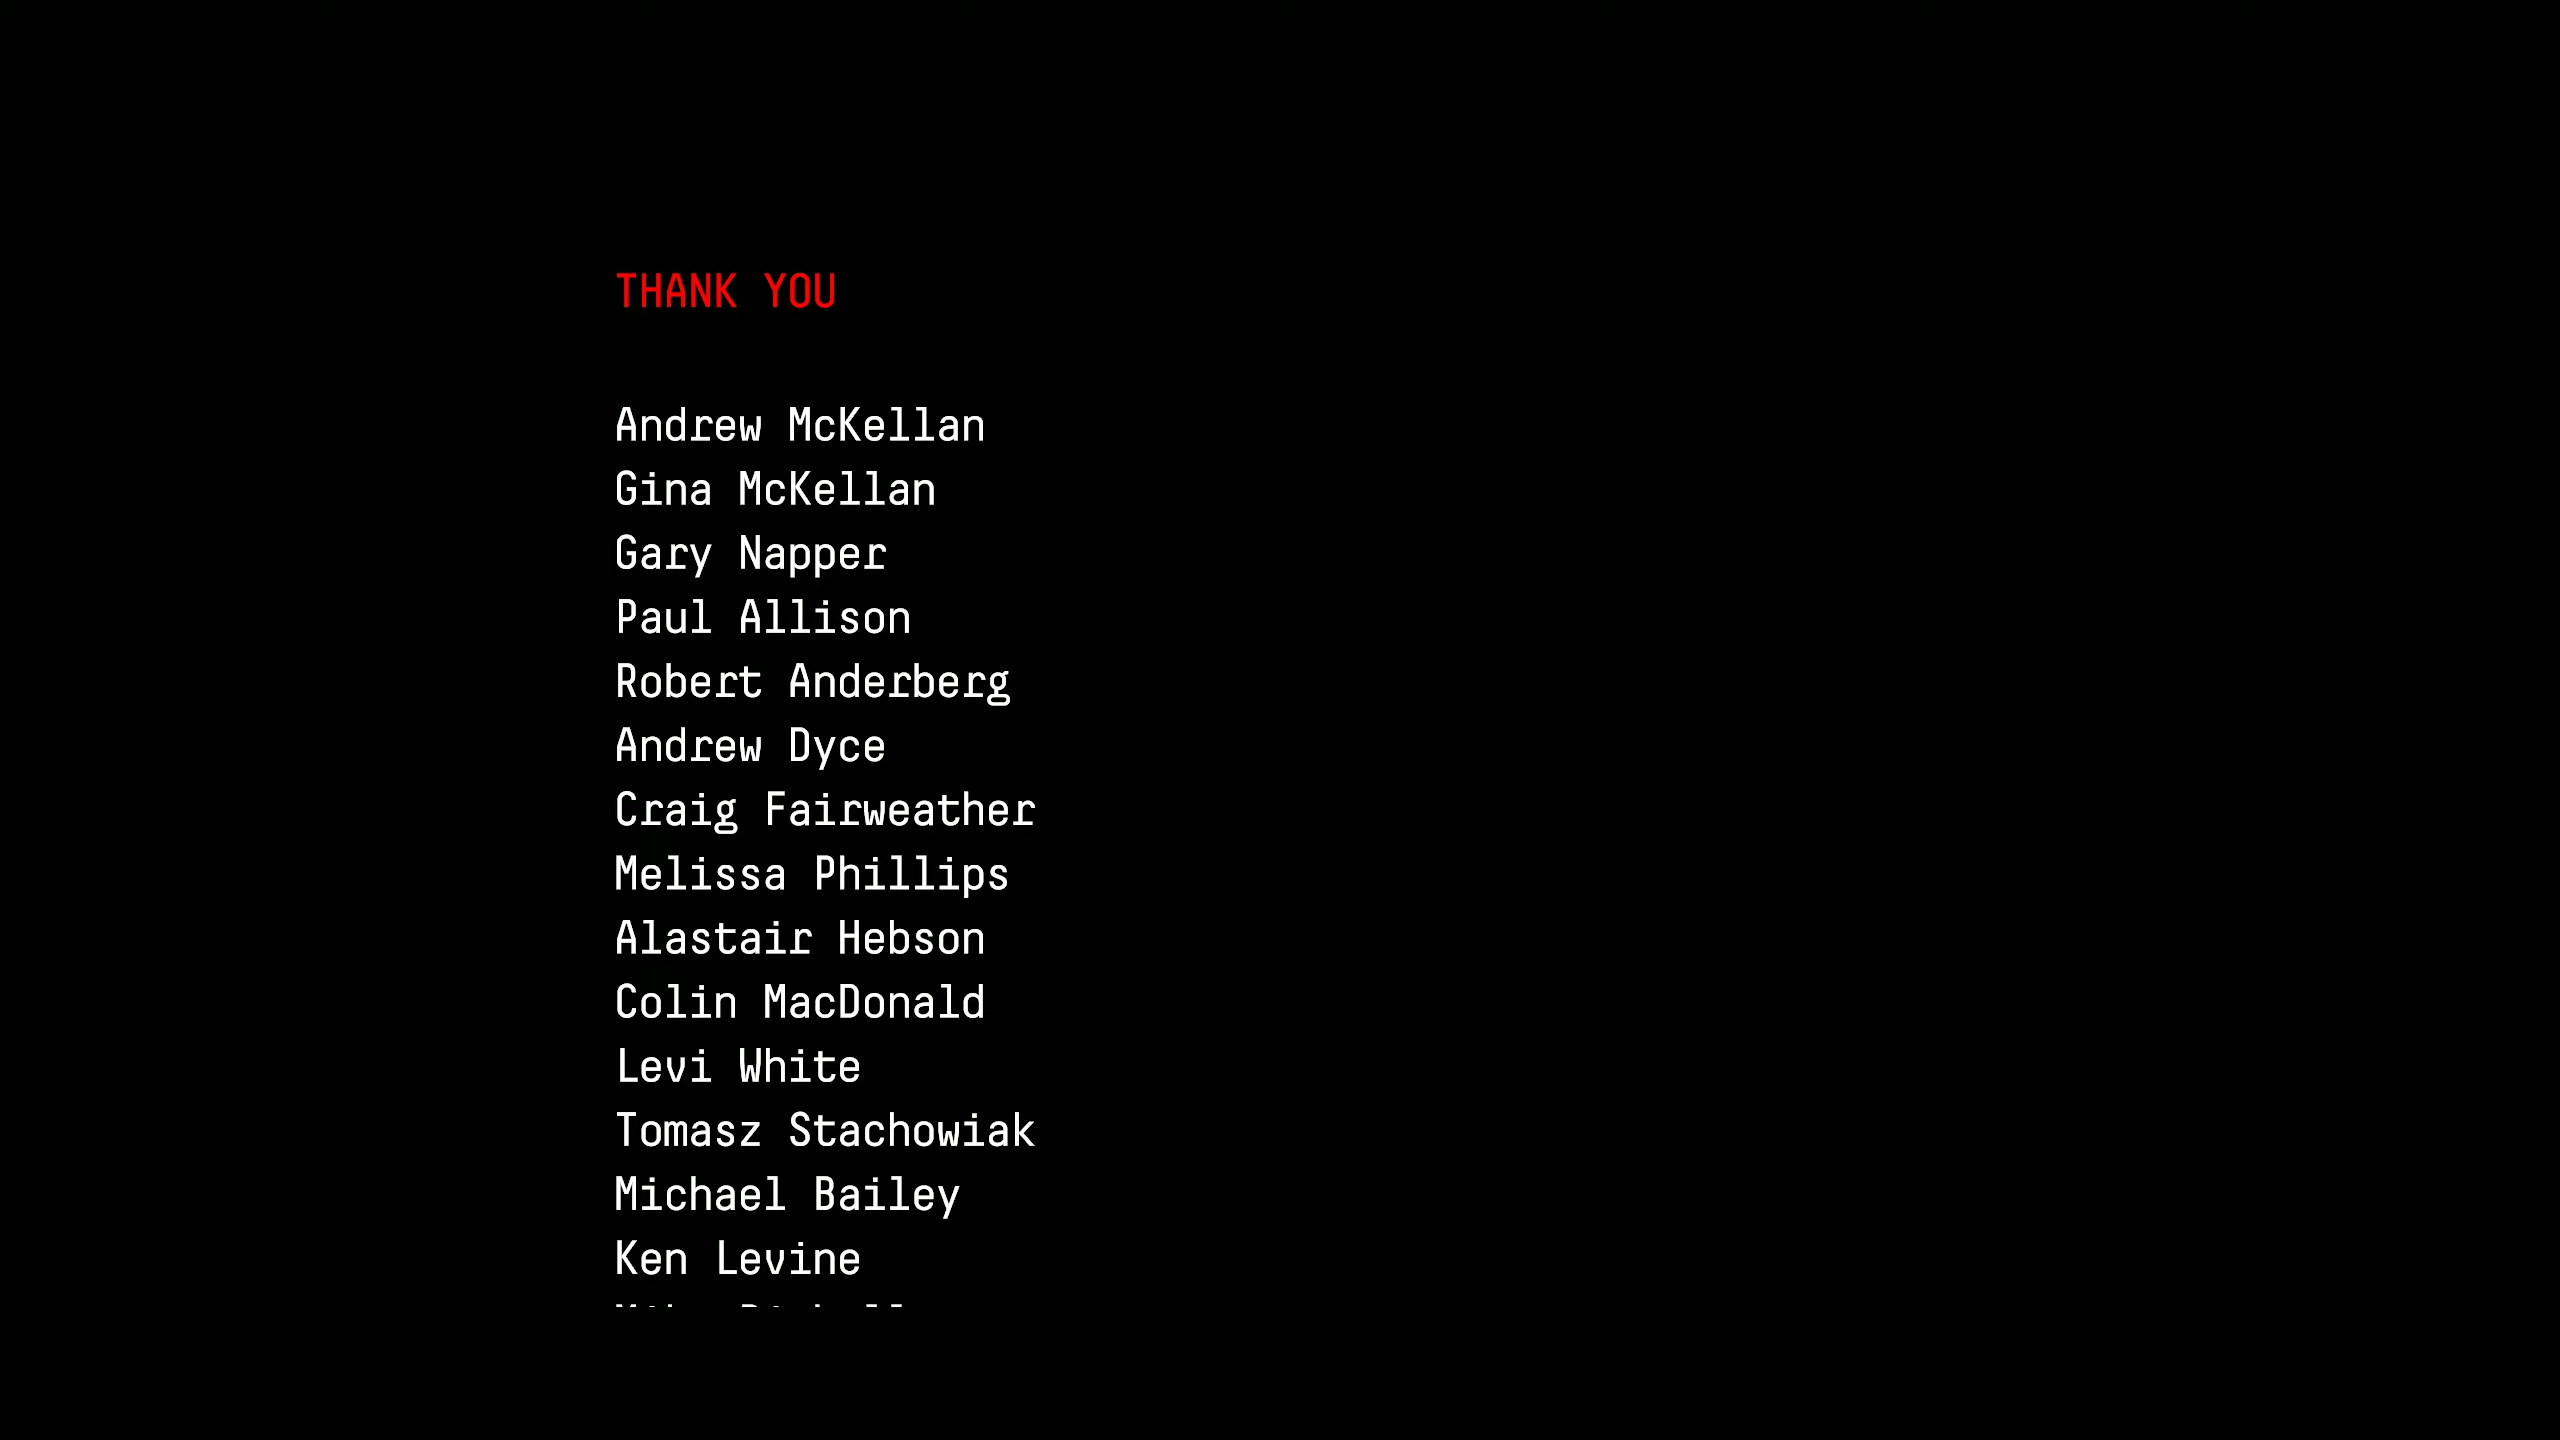 THANK YOU
Andrew McKellan
Gina McKellan
Gary Napper
Paul Allison
Robert Anderberg
Andrew Dyce
Craig Fairweather
Melissa Phillips
Alastair Hebson
Colin MacDonald
Levi White
Tomasz Stachowiak
Michael Bailey
Ken Levine